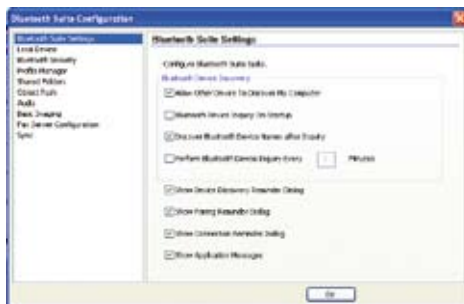 Bluetooth Suite Configuration
Bluetooth Suite Settings
Local Device
Bluetooth Security
Profile Manager
Shared Folders
Object Push
Audio
Basic Imaging
Fax Server Configuration
Sync
Bluetooth Suite Settings
Configure Bluetooth Suite
Bluetooth Device Discovery
Allow Other Device To Discover My Computer
Bluetooth Device Inquiry On Startup
Discover Bluetooth Device Names after Inquiry
Perform Bluetooth Device Inquiry Every
Minutes
Show Device Discovery Reminder Dialog
Show Pairing Reminder Dialog
Show Connection Reminder Dialog
Show Application Messages